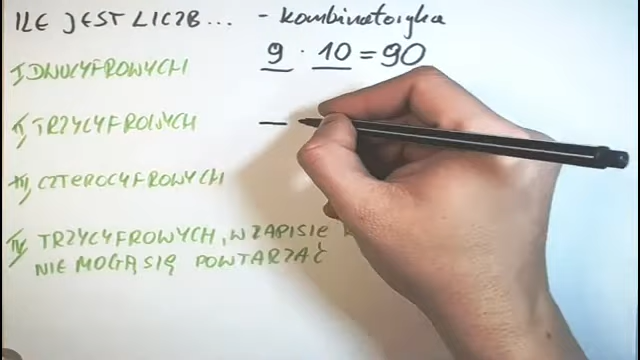 ILE JEST LICZB... - kombinatoryka
I) DWUCYFROWYCH 9 · 10 = 90
II) TRZYCYFROWYCH
III) CZTEROCYFROWYCH
IV) TRZYCYFROWYCH, W ZAPISIE
NIE MOGĄ SIĘ POWTARZAĆ